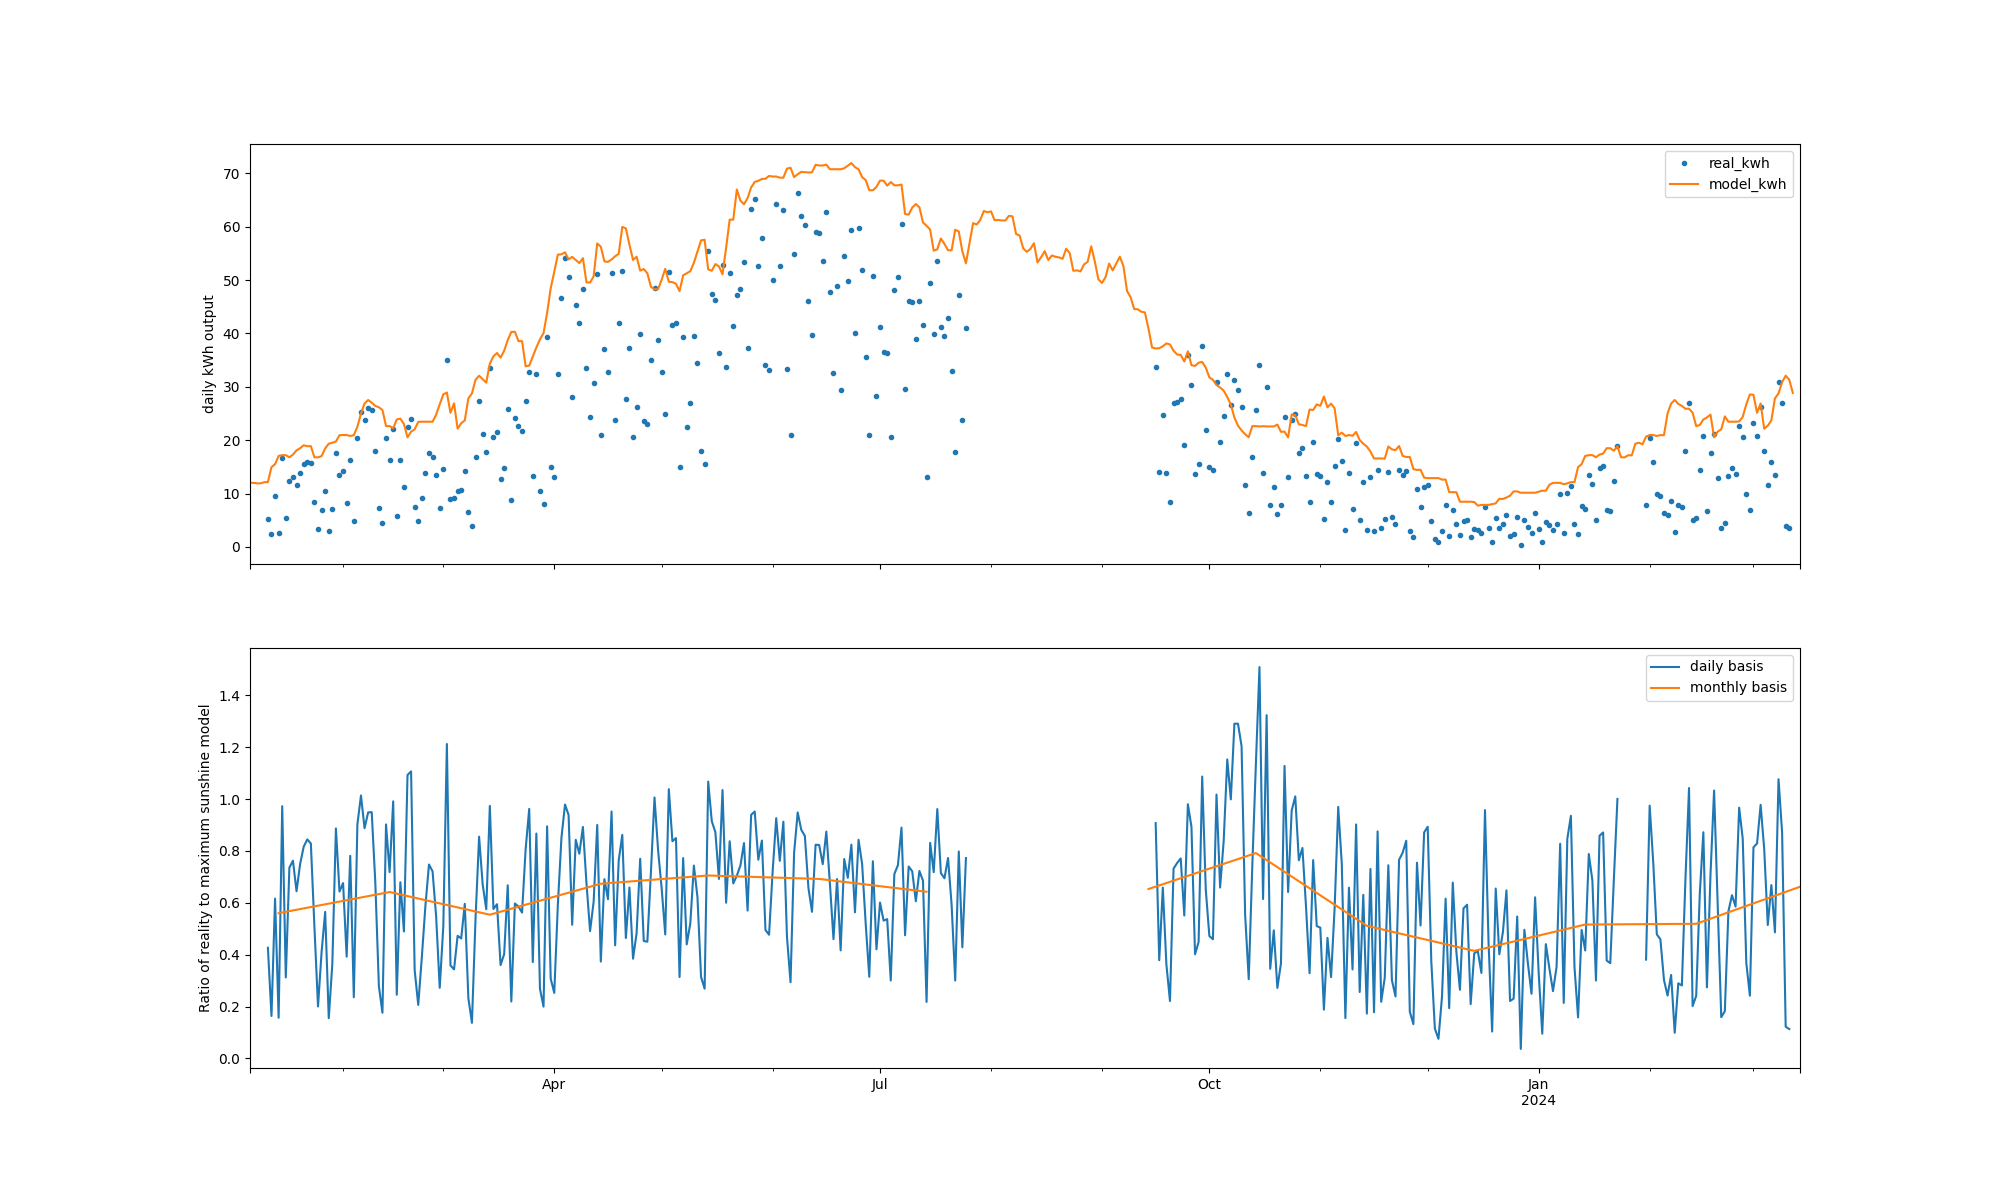 daily kWh output
70
60
50
40
30
20
10
0
real_kwh
model_kwh
Ratio of reality to maximum sunshine model
1.4
1.2
1.0
0.8
0.6
0.4
0.2
0.0
daily basis
monthly basis
Apr
Jul
Oct
Jan
2024